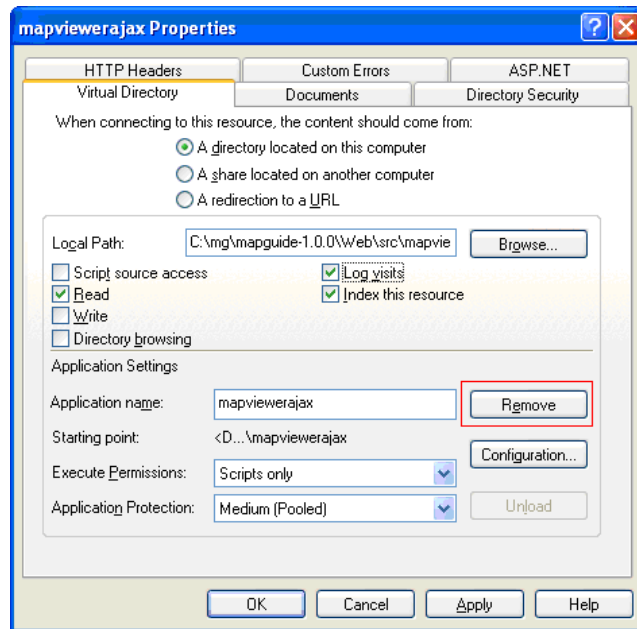 mapviewerajax Properties
HTTP Headers Custom Errors ASP.NET
Virtual Directory Documents Directory Security
When connecting to this resource, the content should come from:
A directory located on this computer
A share located on another computer
A redirection to a URL
Local Path: C:\mg\mapguide-1.0.0\Web\src\mapvie Browse...
Script source access Log visits
Read Index this resource
Write
Directory browsing
Application Settings
Application name: mapviewerajax Remove
Starting point: <D...\mapviewerajax
Configuration...
Execute Permissions: Scripts only
Application Protection: Medium (Pooled) Unload
OK Cancel Apply Help